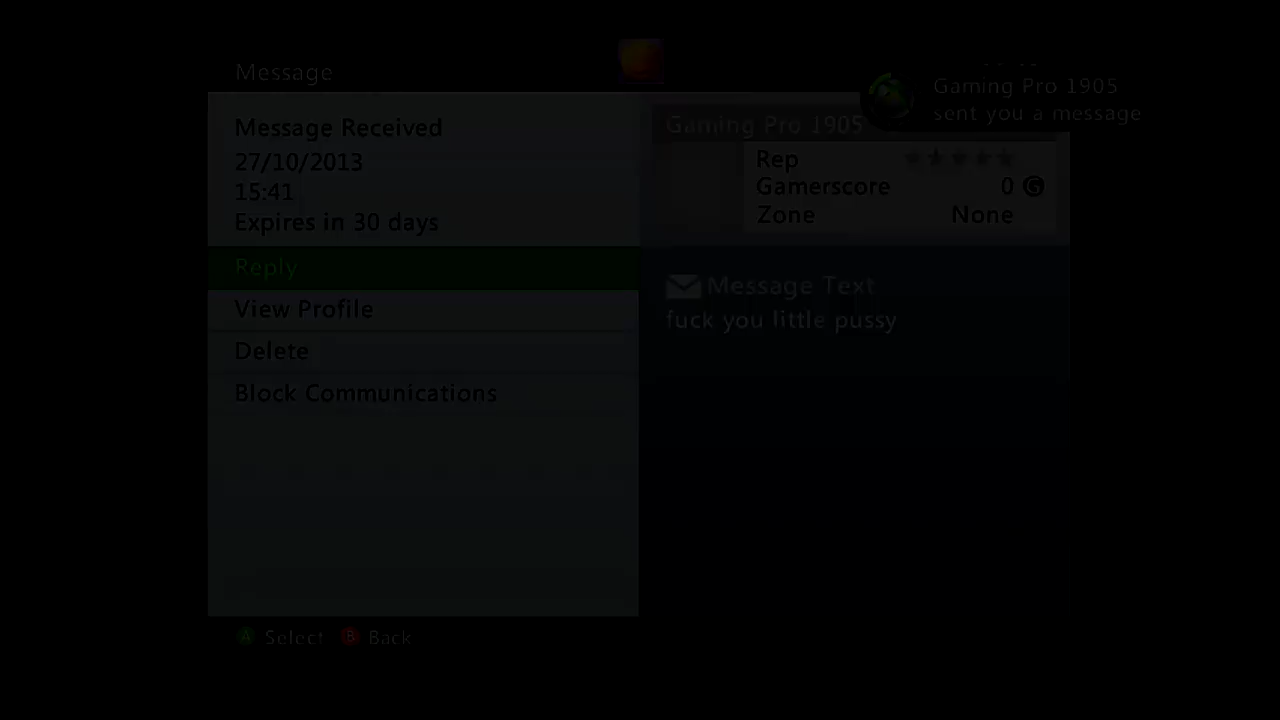 Message
Gaming Pro 1905
sent you a message
Message Received
27/10/2013
15:41
Expires in 30 days
Reply
View Profile
Delete
Block Communications
Gaming Pro 1905
Rep
Gamerscore 0 G
Zone None
Message Text
fuck you little pussy
A Select B Back